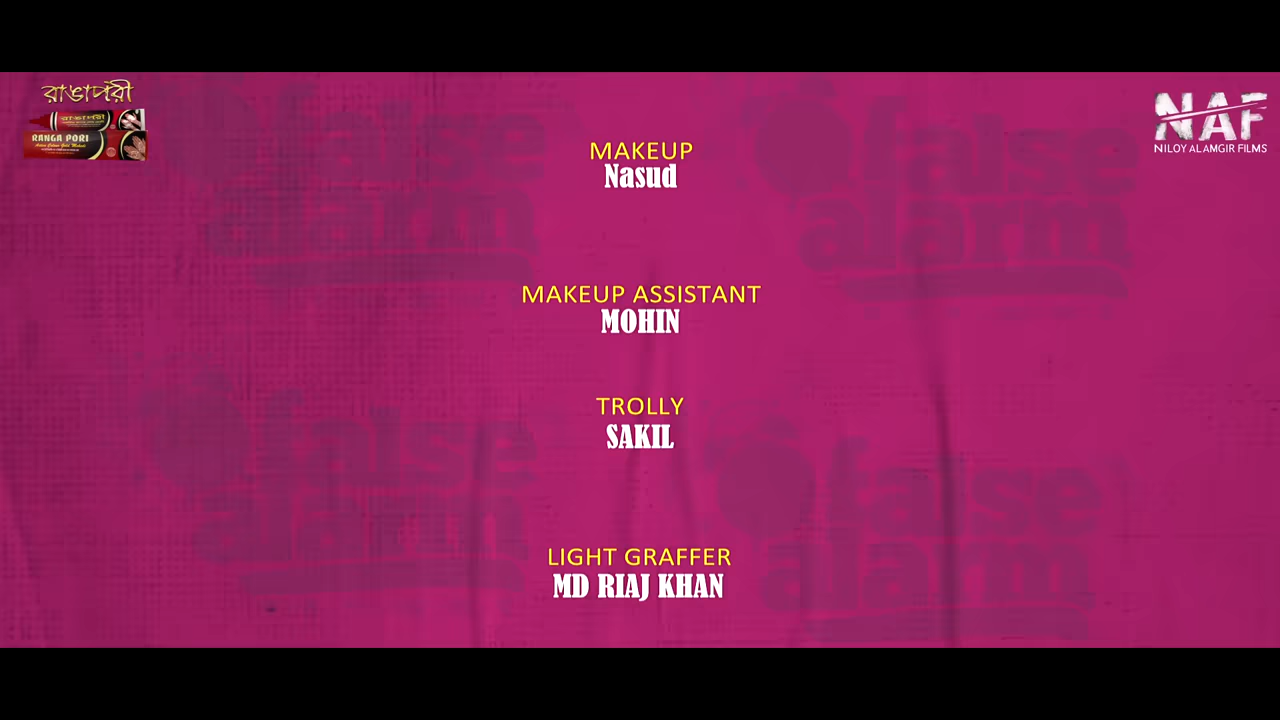 রাঙাপরী
রাঙাপরী
RANGA PORI
NAF
NILOY ALAMGIR FILMS
MAKEUP
Nasud
MAKEUP ASSISTANT
MOHIN
TROLLY
SAKIL
LIGHT GRAFFER
MD RIAJ KHAN
false
alarm
false
alarm
false
alarm
false
alarm